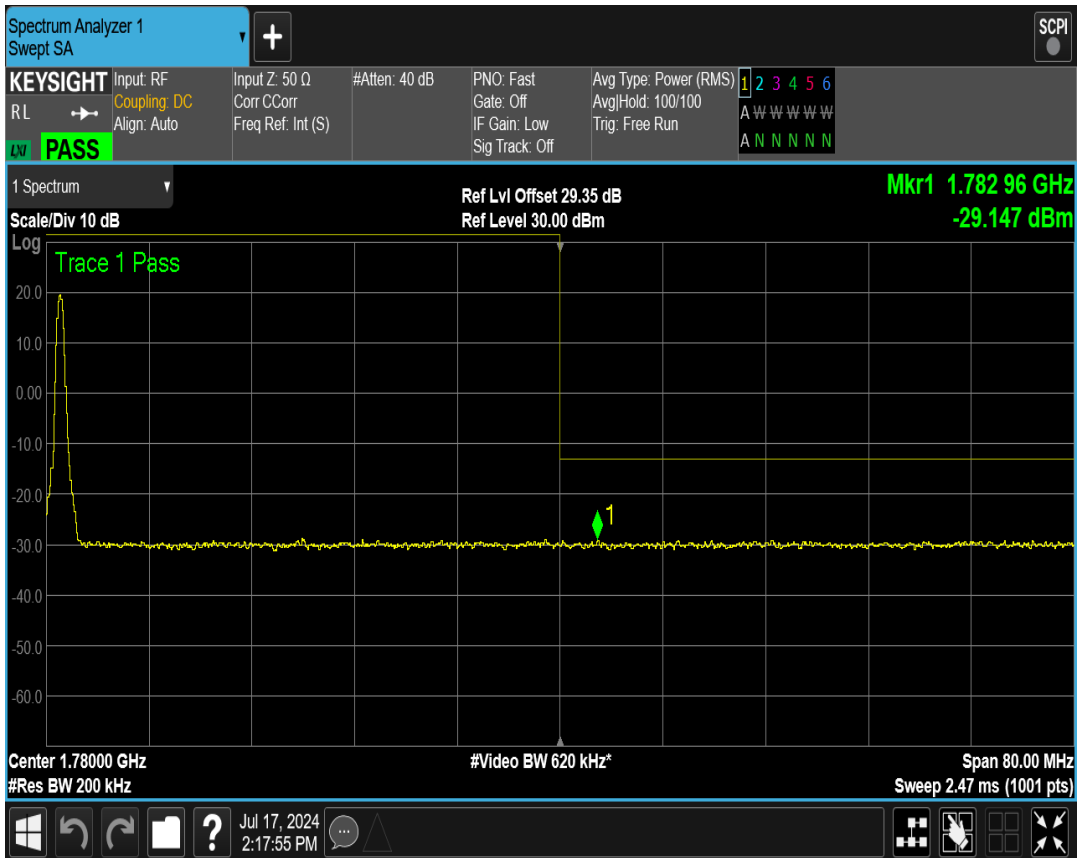 Spectrum Analyzer 1
Swept SA
+
SCPI
KEYSIGHT
RL
LXI PASS
Input: RF
Coupling: DC
Align: Auto
Input Z: 50 Ω
Corr CCorr
Freq Ref: Int (S)
#Atten: 40 dB
PNO: Fast
Gate: Off
IF Gain: Low
Sig Track: Off
Avg Type: Power (RMS)
Avg|Hold: 100/100
Trig: Free Run
1 2 3 4 5 6
A W W W W W
A N N N N N
1 Spectrum
Scale/Div 10 dB
Ref Lvl Offset 29.35 dB
Ref Level 30.00 dBm
Mkr1 1.782 96 GHz
-29.147 dBm
Log
Trace 1 Pass
20.0
10.0
0.00
-10.0
-20.0
1
-30.0
-40.0
-50.0
-60.0
Center 1.78000 GHz
#Video BW 620 kHz*
Span 80.00 MHz
#Res BW 200 kHz
Sweep 2.47 ms (1001 pts)
?
Jul 17, 2024
2:17:55 PM